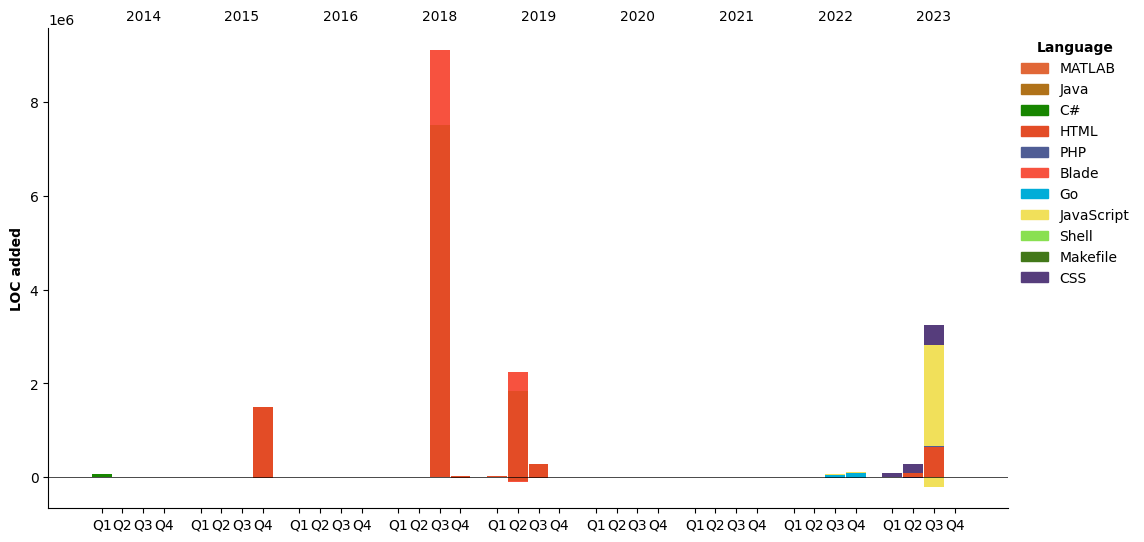 1e6
2014 2015 2016 2018 2019 2020 2021 2022 2023
Language
MATLAB
Java
C#
HTML
PHP
Blade
Go
JavaScript
Shell
Makefile
CSS
LOC added
8
6
4
2
0
Q1 Q2 Q3 Q4 Q1 Q2 Q3 Q4 Q1 Q2 Q3 Q4 Q1 Q2 Q3 Q4 Q1 Q2 Q3 Q4 Q1 Q2 Q3 Q4 Q1 Q2 Q3 Q4 Q1 Q2 Q3 Q4 Q1 Q2 Q3 Q4